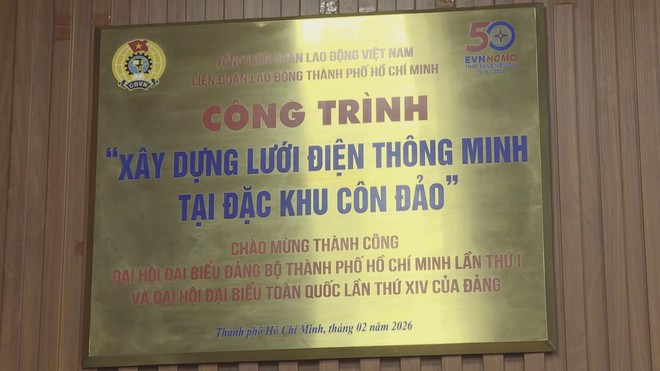 TỔNG LIÊN ĐOÀN LAO ĐỘNG VIỆT NAM
LIÊN ĐOÀN LAO ĐỘNG THÀNH PHỐ HỒ CHÍ MINH
CĐVN
50
EVNHCMC
CÔNG TRÌNH
“XÂY DỰNG LƯỚI ĐIỆN THÔNG MINH
TẠI ĐẶC KHU CÔN ĐẢO”
CHÀO MỪNG THÀNH CÔNG
ĐẠI HỘI ĐẠI BIỂU ĐẢNG BỘ THÀNH PHỐ HỒ CHÍ MINH LẦN THỨ I
VÀ ĐẠI HỘI ĐẠI BIỂU TOÀN QUỐC LẦN THỨ XIV CỦA ĐẢNG
Thành phố Hồ Chí Minh, tháng 02 năm 2026